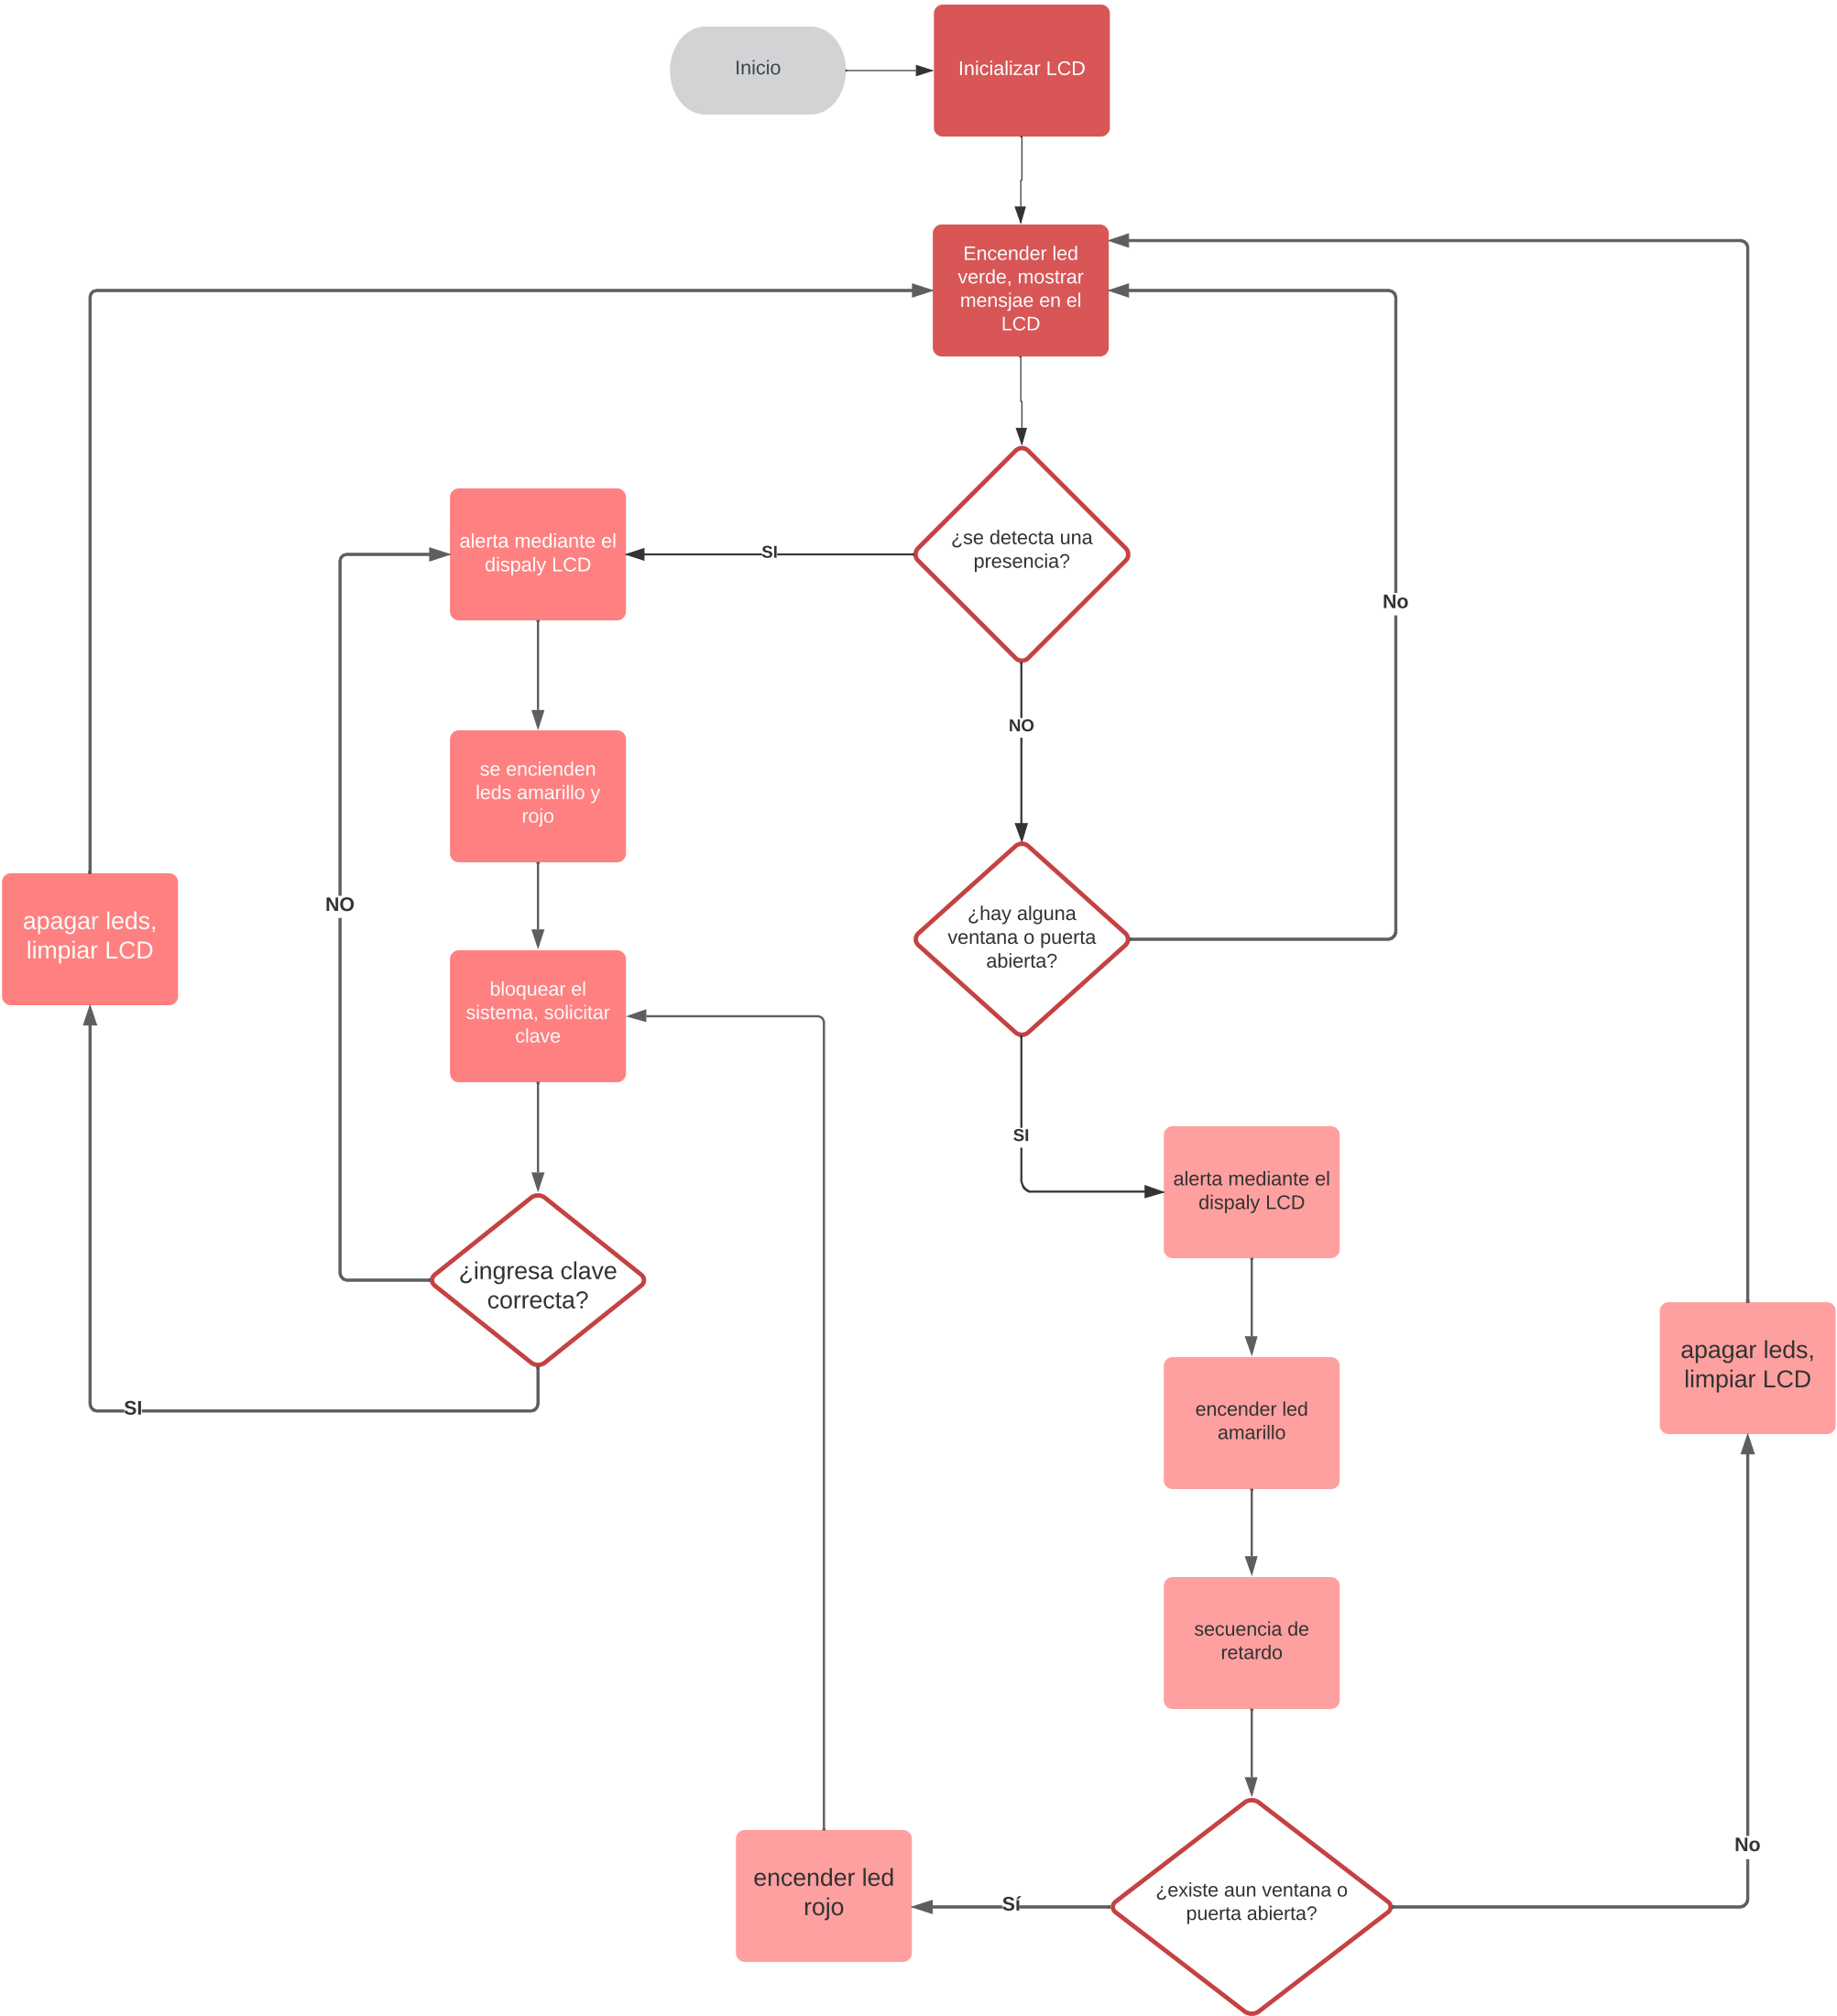 Inicio
Inicializar LCD
Encender led
verde, mostrar
mensjae en el
LCD
¿se detecta una
presencia?
SI
alerta mediante el
dispaly LCD
No
NO
se encienden
leds amarillo y
rojo
NO
¿hay alguna
ventana o puerta
abierta?
apagar leds,
limpiar LCD
bloquear el
sistema, solicitar
clave
SI
alerta mediante el
dispaly LCD
¿ingresa clave
correcta?
apagar leds,
limpiar LCD
SI
encender led
amarillo
secuencia de
retardo
No
encender led
rojo
Sí
¿existe aun ventana o
puerta abierta?